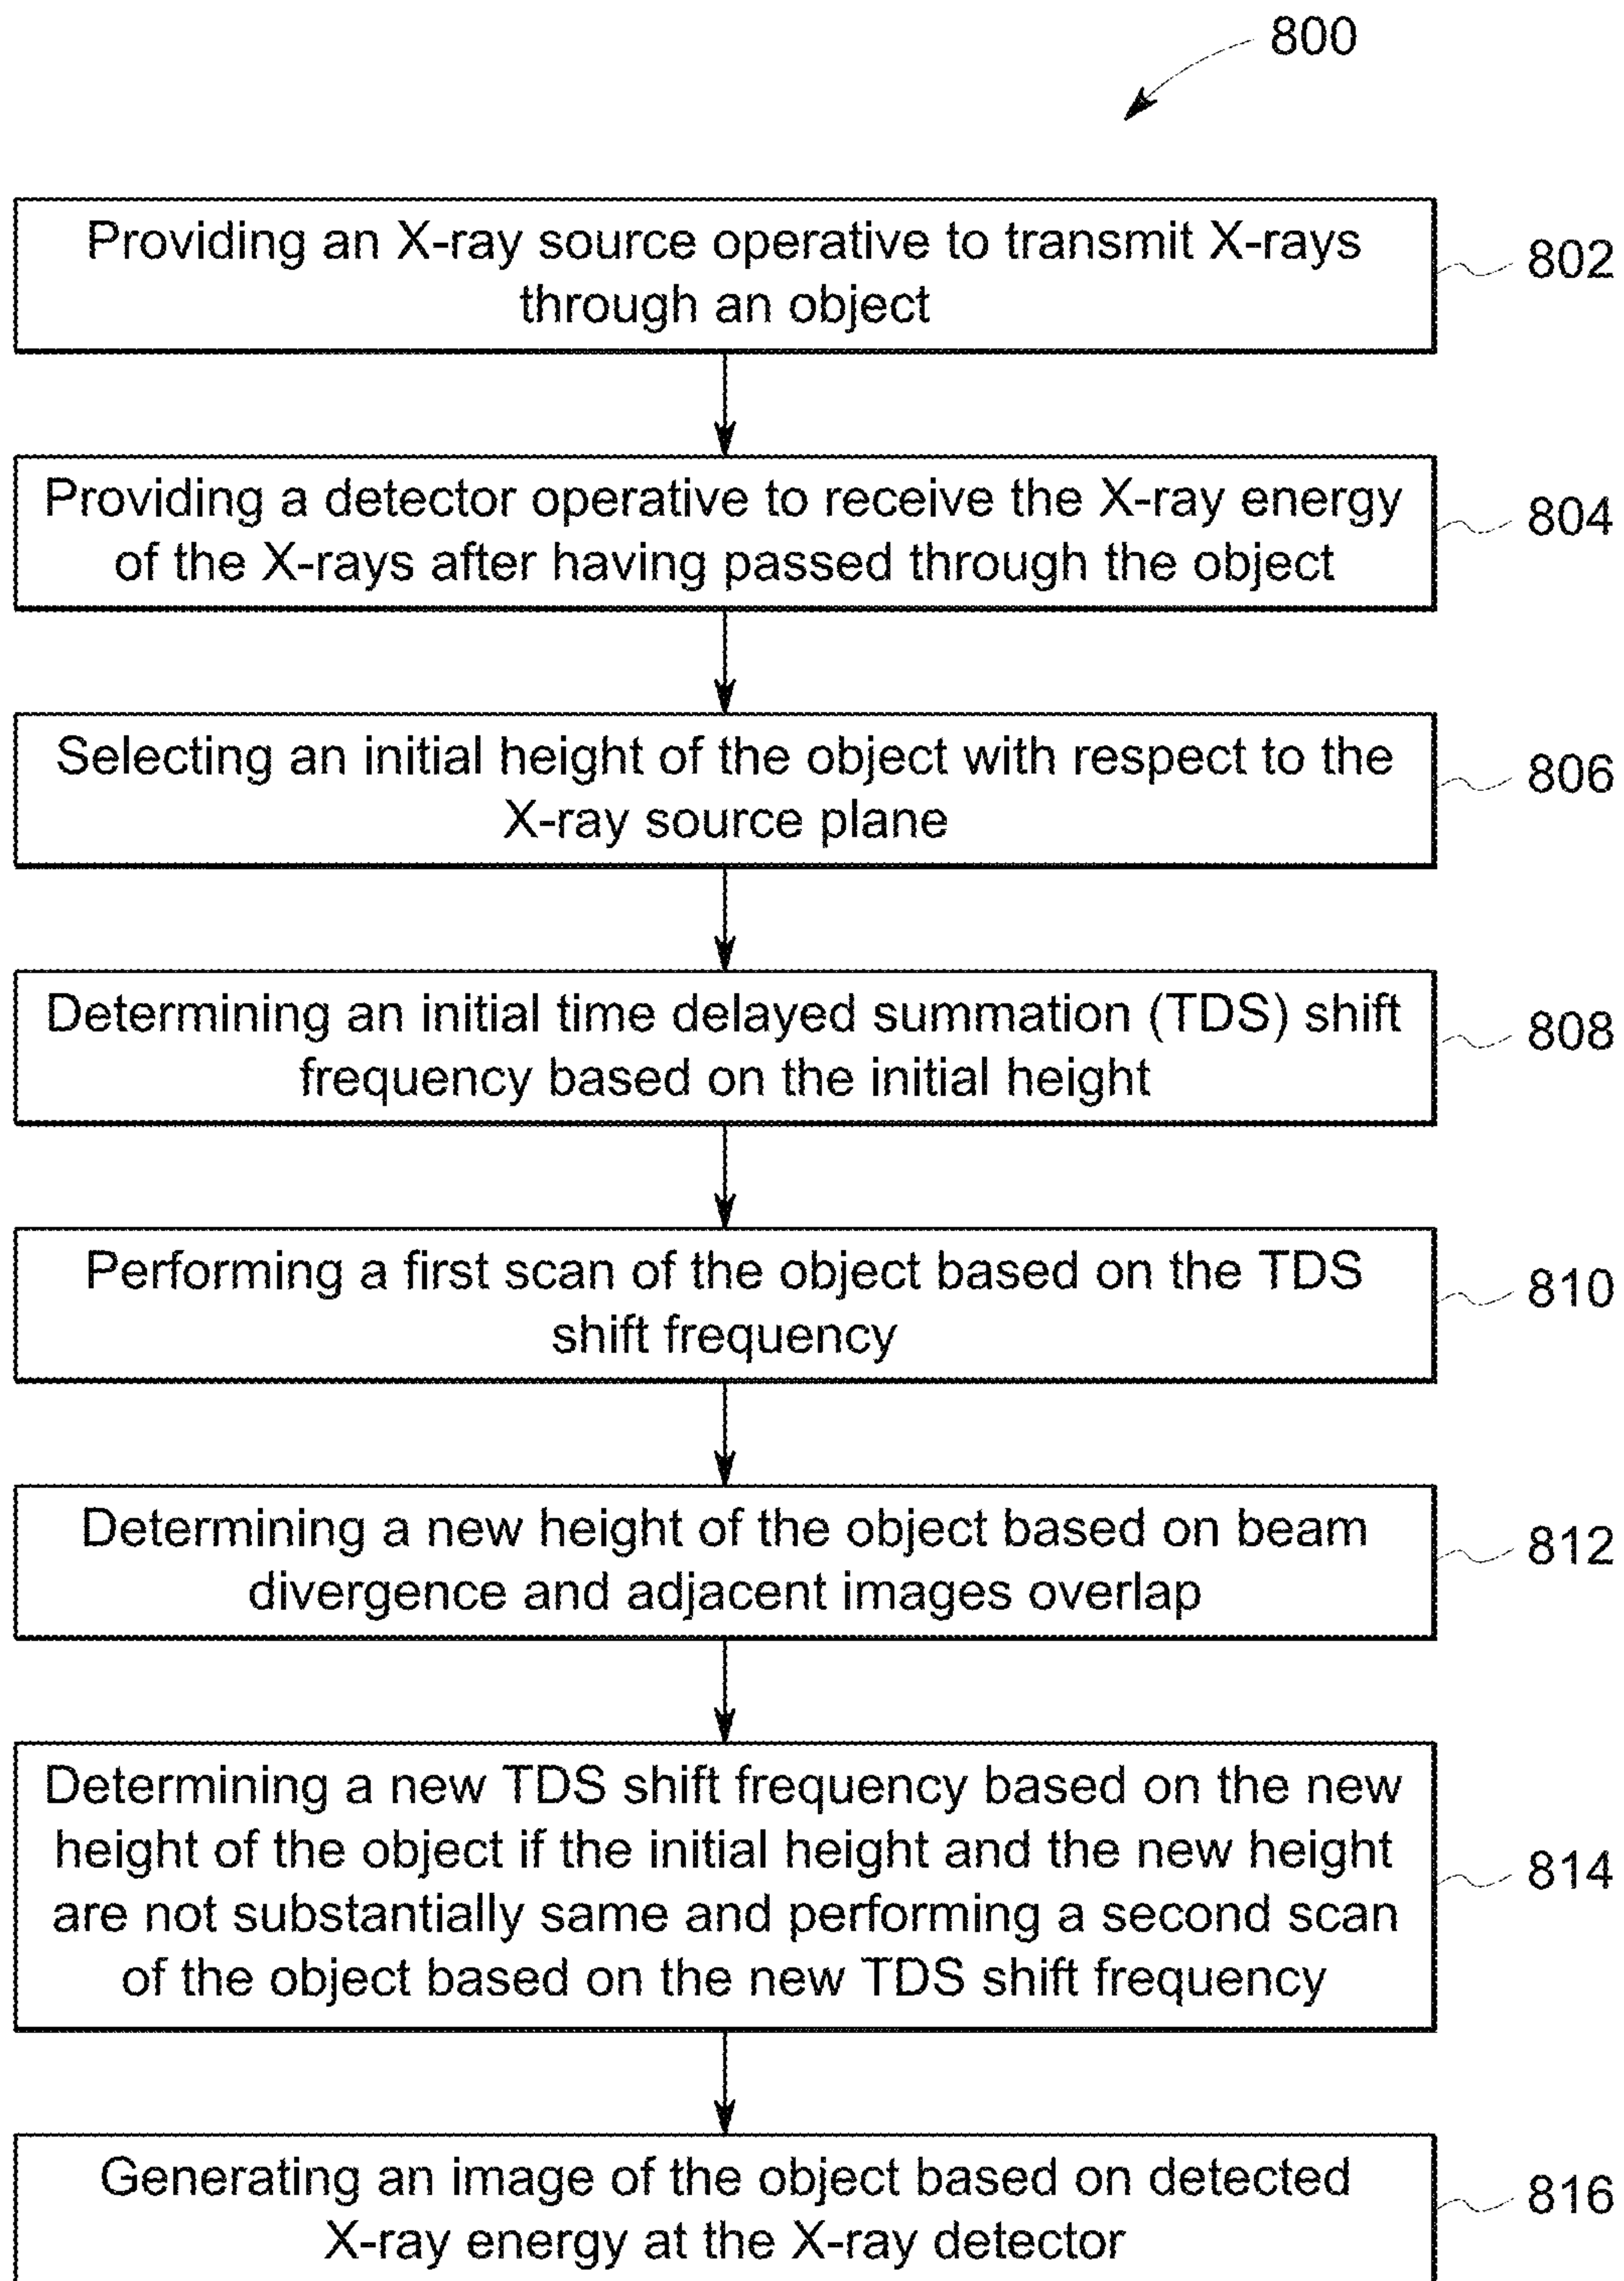 800
Providing an X-ray source operative to transmit X-rays
through an object
802
Providing a detector operative to receive the X-ray energy
of the X-rays after having passed through the object
804
Selecting an initial height of the object with respect to the
X-ray source plane
806
Determining an initial time delayed summation (TDS) shift
frequency based on the initial height
808
Performing a first scan of the object based on the TDS
shift frequency
810
Determining a new height of the object based on beam
divergence and adjacent images overlap
812
Determining a new TDS shift frequency based on the new
height of the object if the initial height and the new height
are not substantially same and performing a second scan
of the object based on the new TDS shift frequency
814
Generating an image of the object based on detected
X-ray energy at the X-ray detector
816